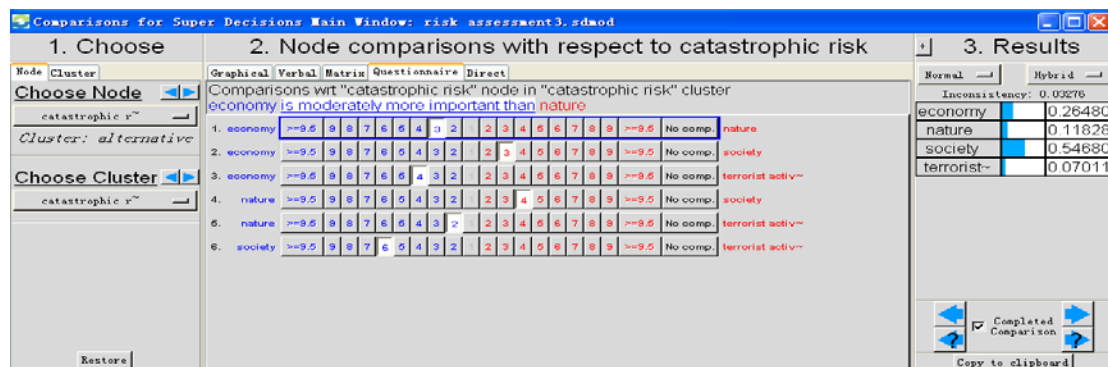 Comparisons for Super Decisions Main Window: risk assessment3.sdmod
1. Choose
Node Cluster
Choose Node
catastrophic r~
Cluster: alternative
Choose Cluster
catastrophic r~
Restore
2. Node comparisons with respect to catastrophic risk
Graphical Verbal Matrix Questionnaire Direct
Comparisons wrt "catastrophic risk" node in "catastrophic risk" cluster
economy is moderately more important than nature
1. economy >=9.5 9 8 7 6 5 4 3 2 1 2 3 4 5 6 7 8 9 >=9.5 No comp. nature
2. economy >=9.5 9 8 7 6 5 4 3 2 1 2 3 4 5 6 7 8 9 >=9.5 No comp. society
3. economy >=9.5 9 8 7 6 5 4 3 2 1 2 3 4 5 6 7 8 9 >=9.5 No comp. terrorist activ~
4. nature >=9.5 9 8 7 6 5 4 3 2 1 2 3 4 5 6 7 8 9 >=9.5 No comp. society
5. nature >=9.5 9 8 7 6 5 4 3 2 1 2 3 4 5 6 7 8 9 >=9.5 No comp. terrorist activ~
6. society >=9.5 9 8 7 6 5 4 3 2 1 2 3 4 5 6 7 8 9 >=9.5 No comp. terrorist activ~
+ 3. Results
Normal Hybrid
Inconsistency: 0.03276
economy 0.26480
nature 0.11828
society 0.54680
terrorist~ 0.07011
Completed
Comparison
? ?
Copy to clipboard